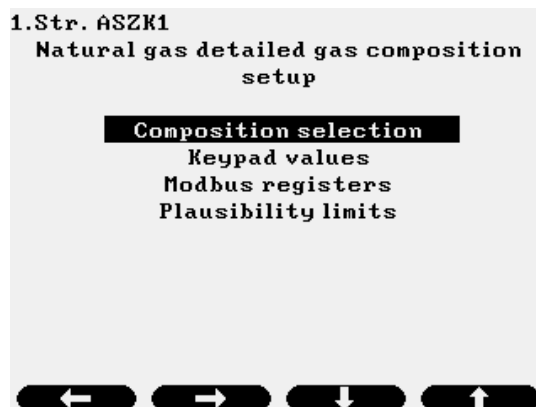 1.Str. ASZK1
Natural gas detailed gas composition
setup
Composition selection
Keypad values
Modbus registers
Plausibility limits